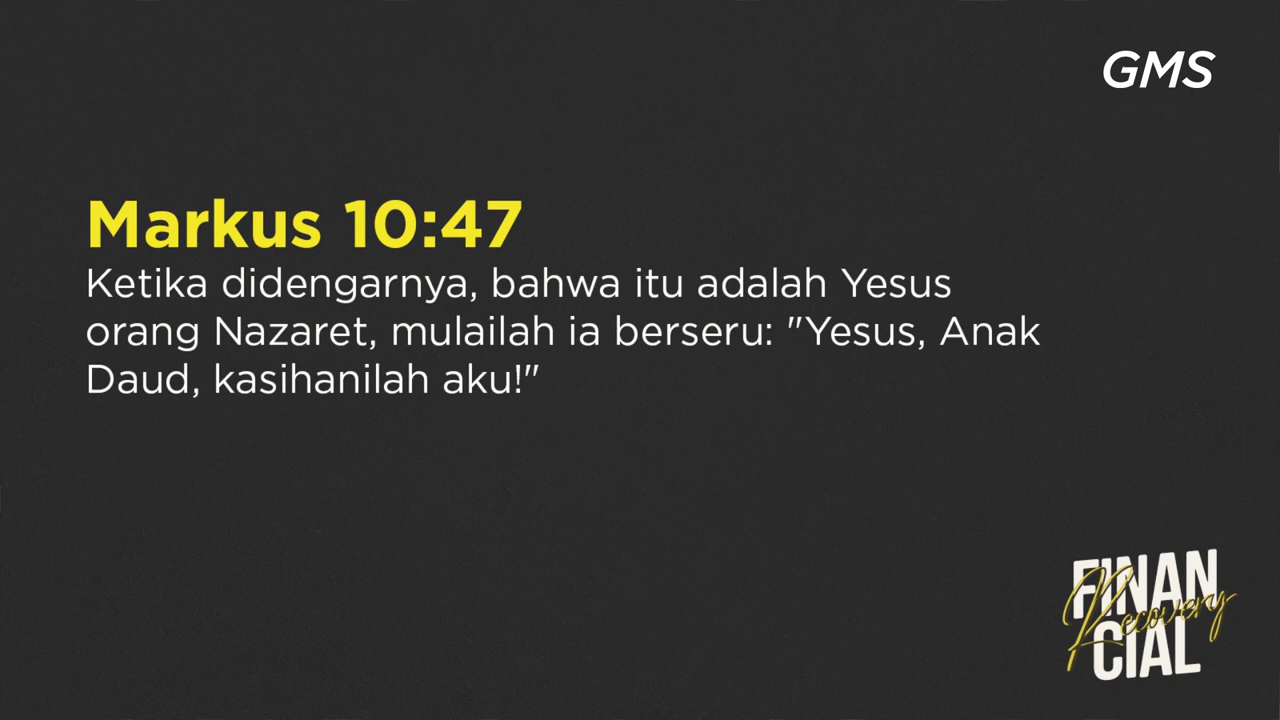 GMS
Markus 10:47
Ketika didengarnya, bahwa itu adalah Yesus
orang Nazaret, mulailah ia berseru: "Yesus, Anak
Daud, kasihanilah aku!"
FINAN
Recovery
CIAL